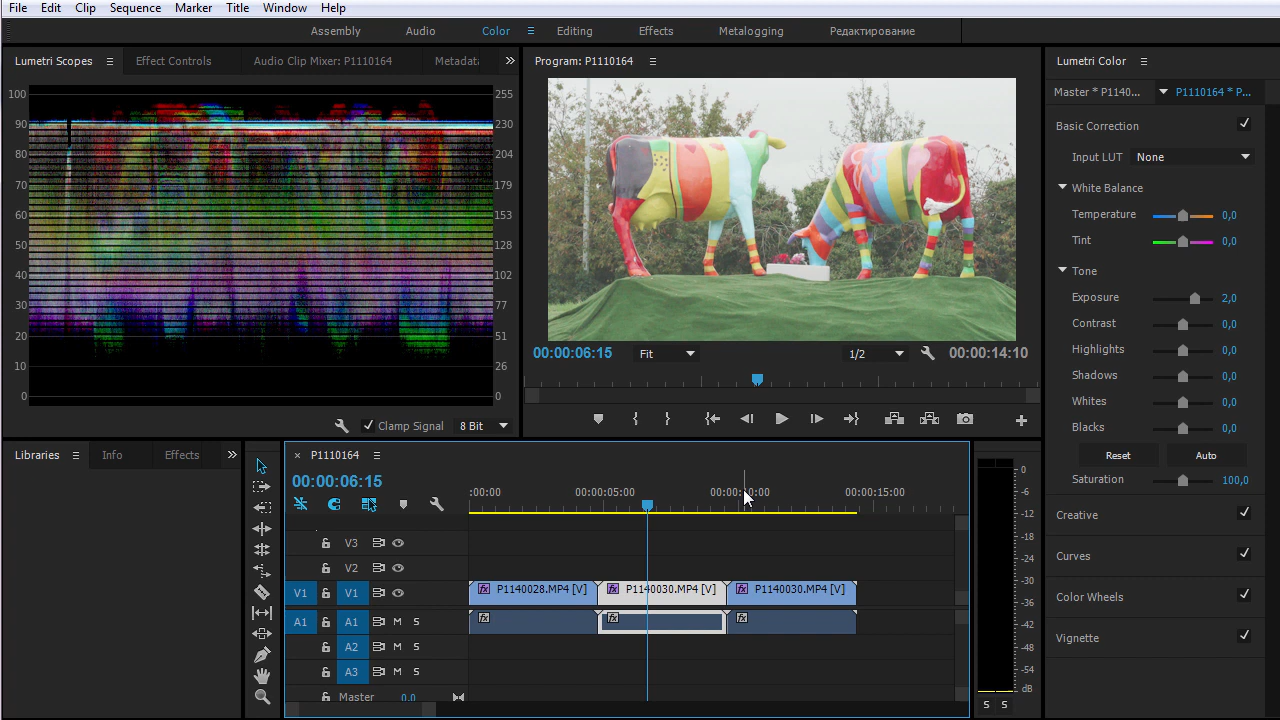 File Edit Clip Sequence Marker Title Window Help
Assembly Audio Color Editing Effects Metalogging Редактирование
Lumetri Scopes Effect Controls Audio Clip Mixer: P1110164 Metadata
100 255
90 230
80 204
70 179
60 153
50 128
40 102
30 77
20 51
10 26
0 0
Clamp Signal 8 Bit
Program: P1110164
00:00:06:15 Fit 1/2 00:00:14:10
Lumetri Color
Master * P1140... P1110164 * P...
Basic Correction
Input LUT None
White Balance
Temperature 0,0
Tint 0,0
Tone
Exposure 2,0
Contrast 0,0
Highlights 0,0
Shadows 0,0
Whites 0,0
Blacks 0,0
Reset Auto
Saturation 100,0
Creative
Curves
Color Wheels
Vignette
Libraries Info Effects
× P1110164
00:00:06:15
:00:00 00:00:05:00 00:00:10:00 00:00:15:00
V3
V2
V1 V1 fx P1140028.MP4 [V] fx P1140030.MP4 [V] fx P1140030.MP4 [V]
A1 A1 M S fx fx fx
A2 M S
A3 M S
Master 0,0
0
-6
-12
-18
-24
-30
-36
-42
-48
-54
dB
S S